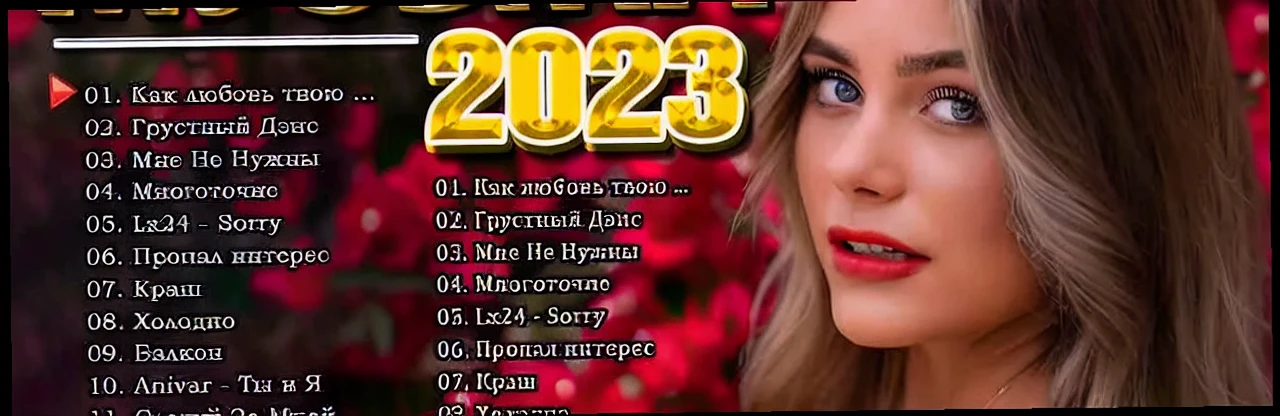 2023
01. Как любовь твою ...
02. Грустный Дэнс
03. Мне Не Нужны
04. Многоточие
05. Lx24 - Sorry
06. Пропал интерес
07. Краш
08. Холодно
09. Балкон
10. Anivar - Ты и Я
01. Как любовь твою ...
02. Грустный Дэнс
03. Мне Не Нужны
04. Многоточие
05. Lx24 - Sorry
06. Пропал интерес
07. Краш